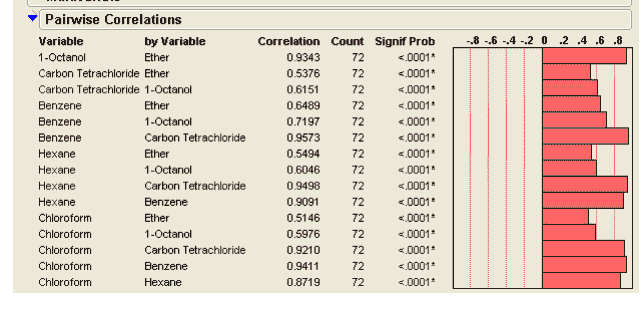 Pairwise Correlations
Variable by Variable Correlation Count Signif Prob -.8 -.6 -.4 -.2 0 .2 .4 .6 .8
1-Octanol Ether 0.9343 72 <.0001*
Carbon Tetrachloride Ether 0.5376 72 <.0001*
Carbon Tetrachloride 1-Octanol 0.6151 72 <.0001*
Benzene Ether 0.6489 72 <.0001*
Benzene 1-Octanol 0.7197 72 <.0001*
Benzene Carbon Tetrachloride 0.9573 72 <.0001*
Hexane Ether 0.5494 72 <.0001*
Hexane 1-Octanol 0.6046 72 <.0001*
Hexane Carbon Tetrachloride 0.9498 72 <.0001*
Hexane Benzene 0.9091 72 <.0001*
Chloroform Ether 0.5146 72 <.0001*
Chloroform 1-Octanol 0.5976 72 <.0001*
Chloroform Carbon Tetrachloride 0.9210 72 <.0001*
Chloroform Benzene 0.9411 72 <.0001*
Chloroform Hexane 0.8719 72 <.0001*